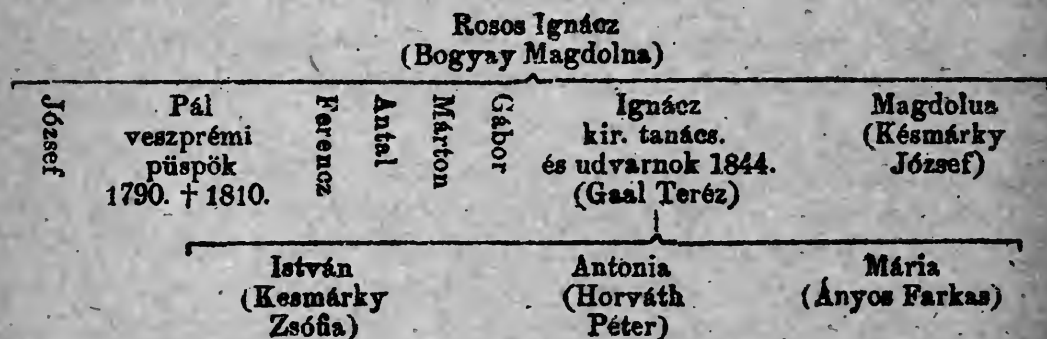 Rosos Ignácz
(Bogyay Magdolna)
József
Pál
veszprémi
püspök
1790. † 1810.
Ferencz
Antal
Márton
Gábor
Ignácz
kir. tanács.
és udvarnok 1844.
(Gaal Teréz)
Magdolna
(Késmárky
József)
István
(Kesmárky
Zsófia)
Antonia
(Horváth
Péter)
Mária
(Ányos Farkas)